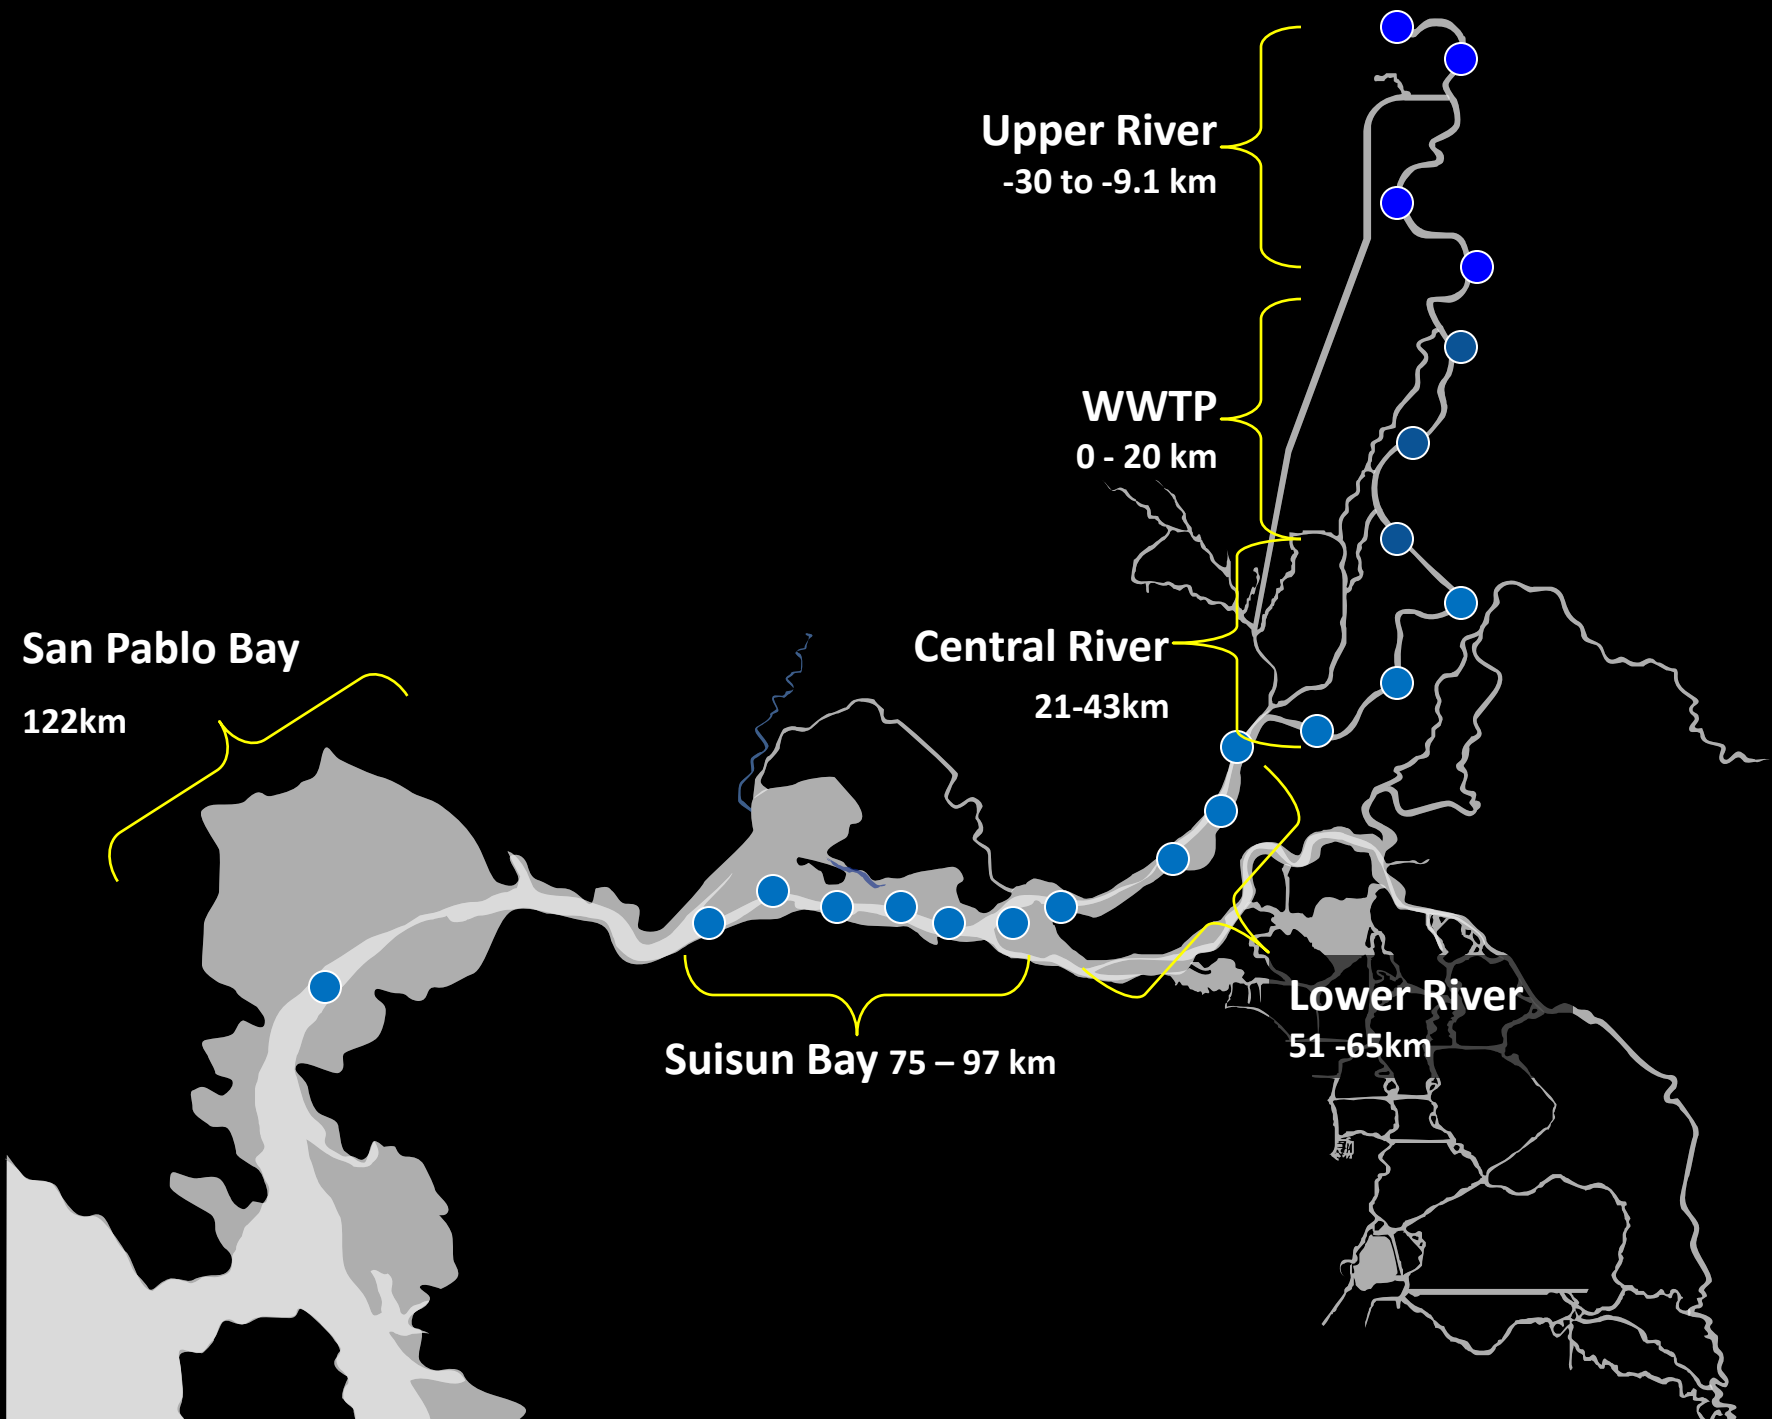 Upper River
-30 to -9.1 km
WWTP
0 - 20 km
Central River
21-43km
San Pablo Bay
122km
Lower River
51 -65km
Suisun Bay 75 – 97 km